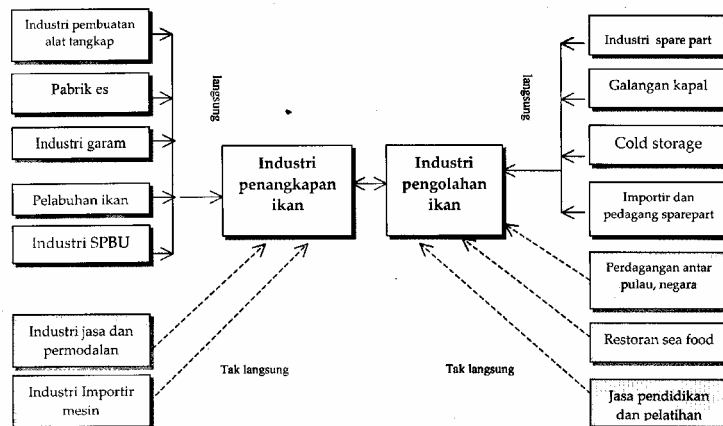 Industri pembuatan
alat tangkap
Pabrik es
Industri garam
Pelabuhan ikan
Industri SPBU
Industri jasa dan
permodalan
Industri Importir
mesin
langsung
Tak langsung
Industri
penangkapan
ikan
Industri
pengolahan
ikan
langsung
Tak langsung
Industri spare part
Galangan kapal
Cold storage
Importir dan
pedagang sparepart
Perdagangan antar
pulau, negara
Restoran sea food
Jasa pendidikan
dan pelatihan